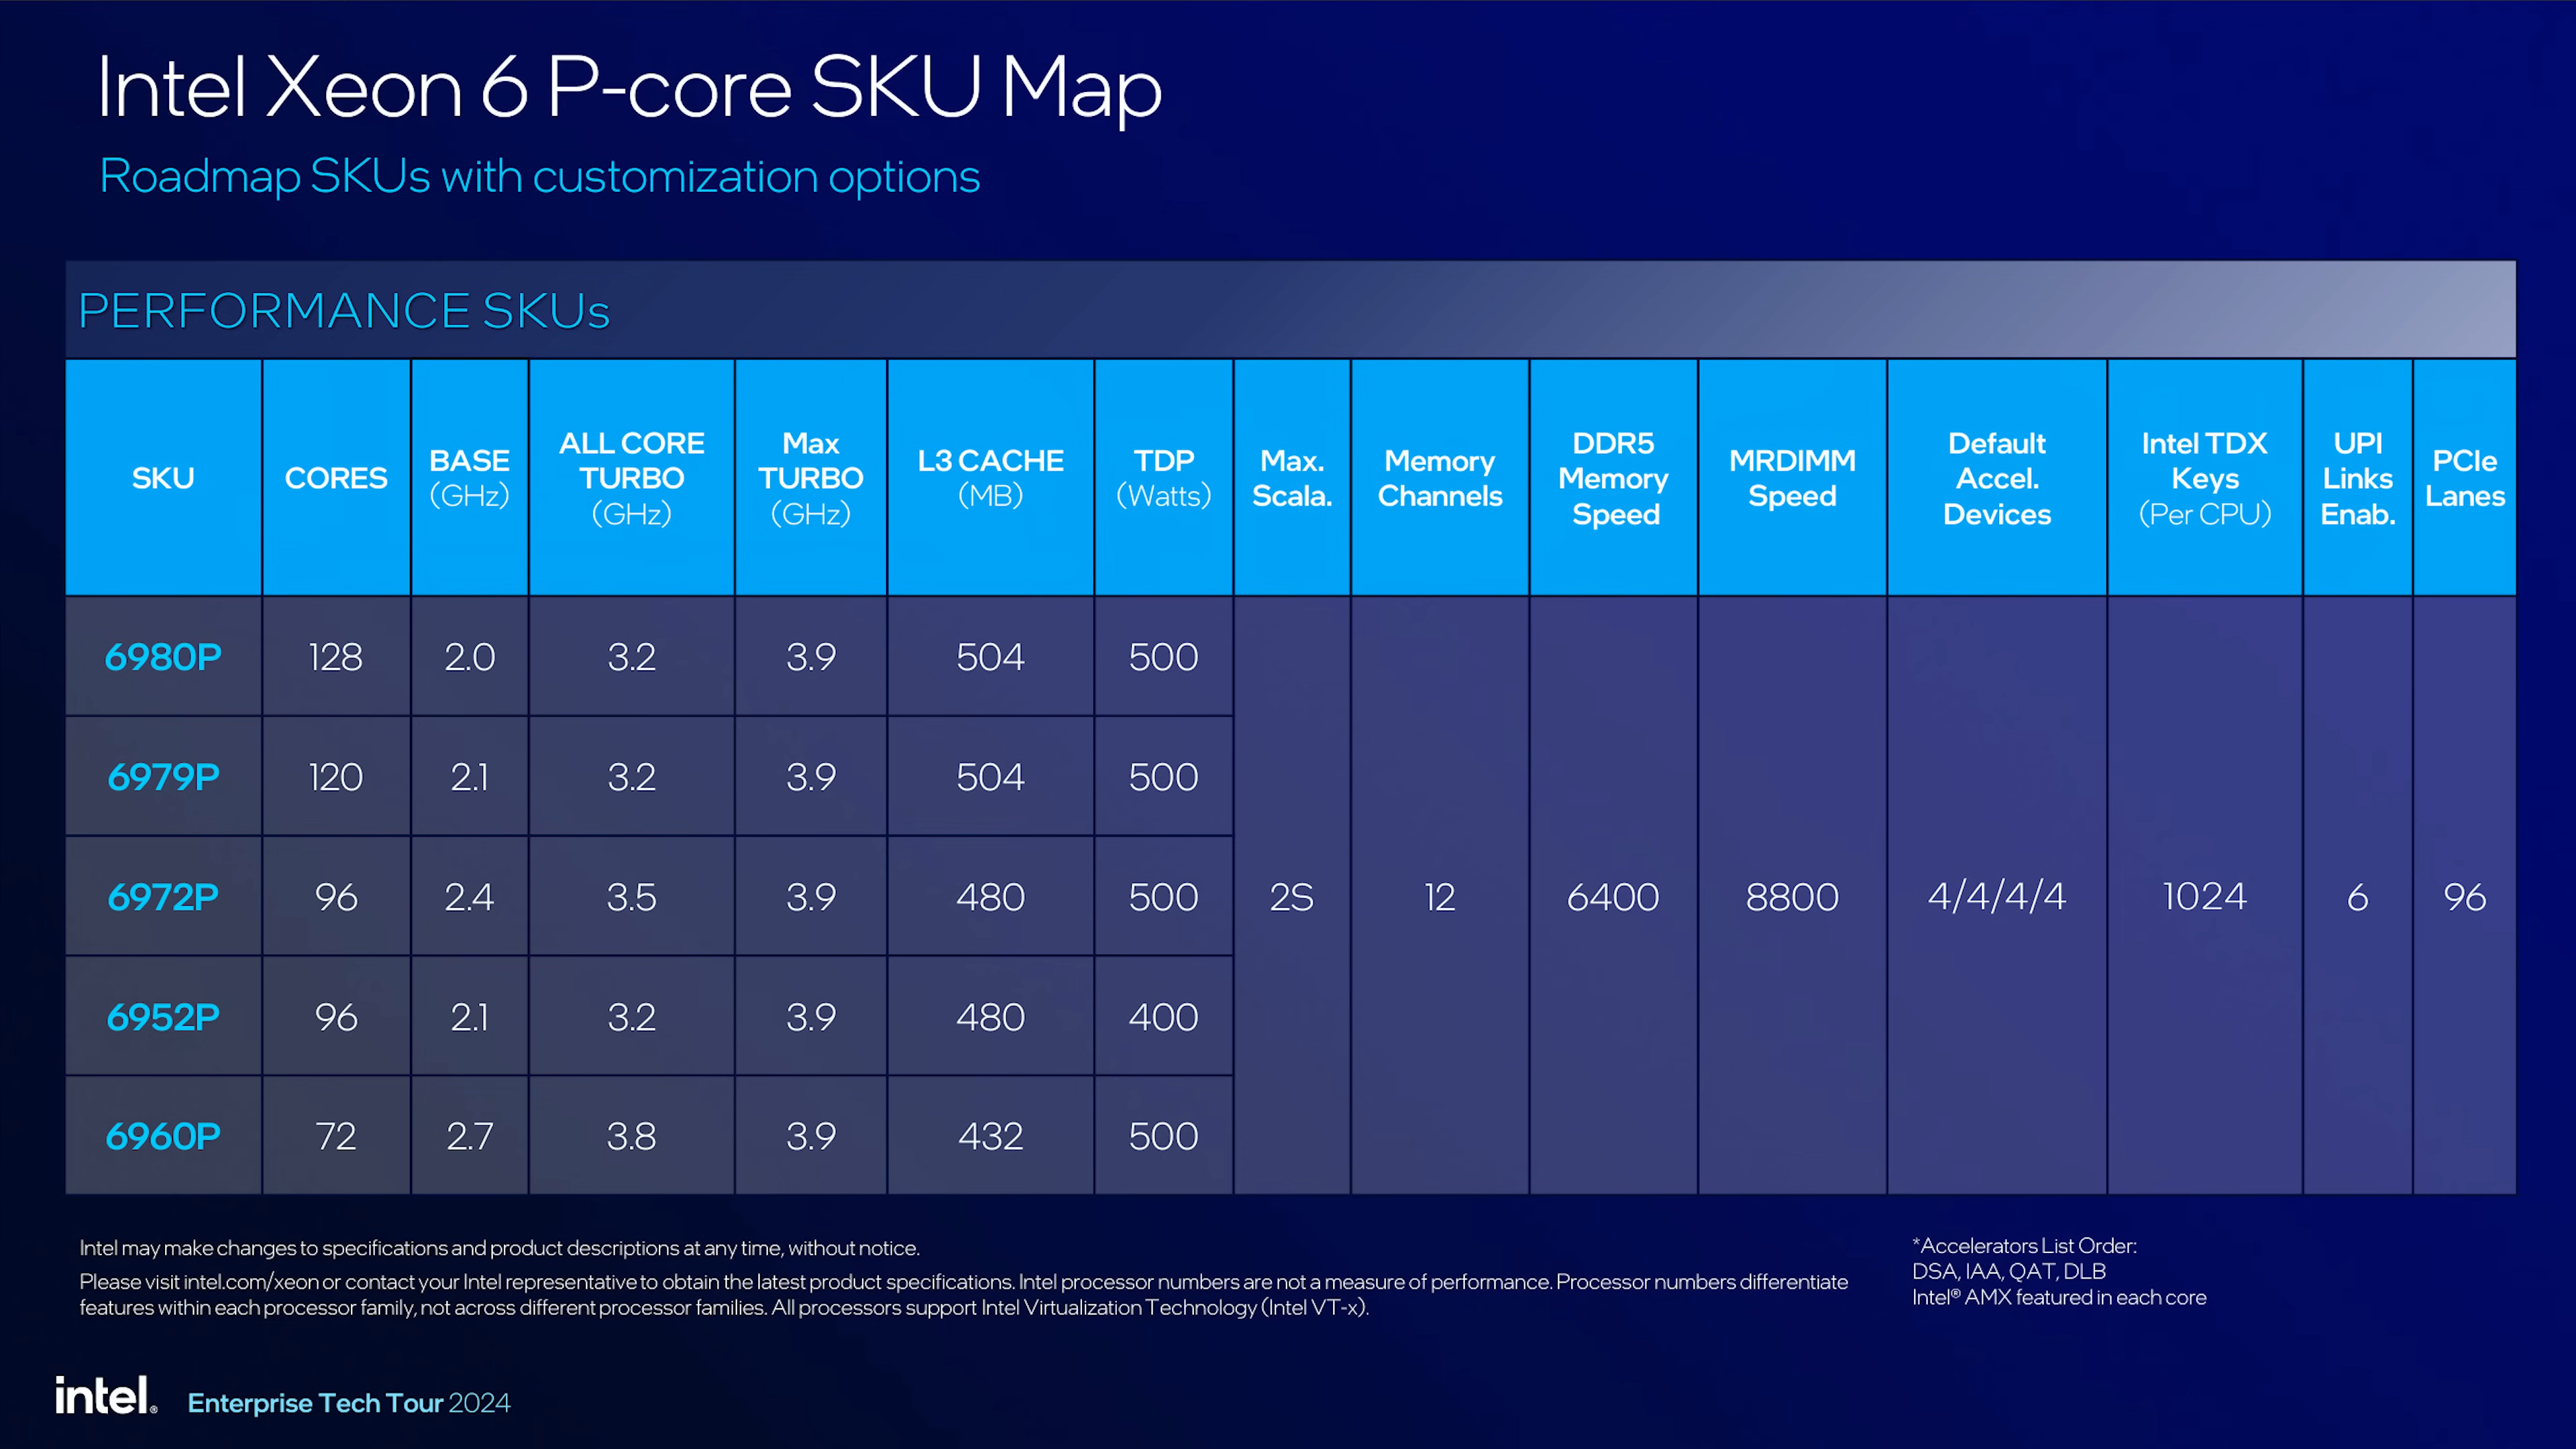 Intel Xeon 6 P-core SKU Map
Roadmap SKUs with customization options
PERFORMANCE SKUs
SKU CORES BASE (GHz) ALL CORE TURBO (GHz) Max TURBO (GHz) L3 CACHE (MB) TDP (Watts) Max. Scala. Memory Channels DDR5 Memory Speed MRDIMM Speed Default Accel. Devices Intel TDX Keys (Per CPU) UPI Links Enab. PCIe Lanes
6980P 128 2.0 3.2 3.9 504 500
6979P 120 2.1 3.2 3.9 504 500
6972P 96 2.4 3.5 3.9 480 500 2S 12 6400 8800 4/4/4/4 1024 6 96
6952P 96 2.1 3.2 3.9 480 400
6960P 72 2.7 3.8 3.9 432 500
Intel may make changes to specifications and product descriptions at any time, without notice.
Please visit intel.com/xeon or contact your Intel representative to obtain the latest product specifications. Intel processor numbers are not a measure of performance. Processor numbers differentiate
features within each processor family, not across different processor families. All processors support Intel Virtualization Technology (Intel VT-x).
*Accelerators List Order:
DSA, IAA, QAT, DLB
Intel® AMX featured in each core
intel. Enterprise Tech Tour 2024